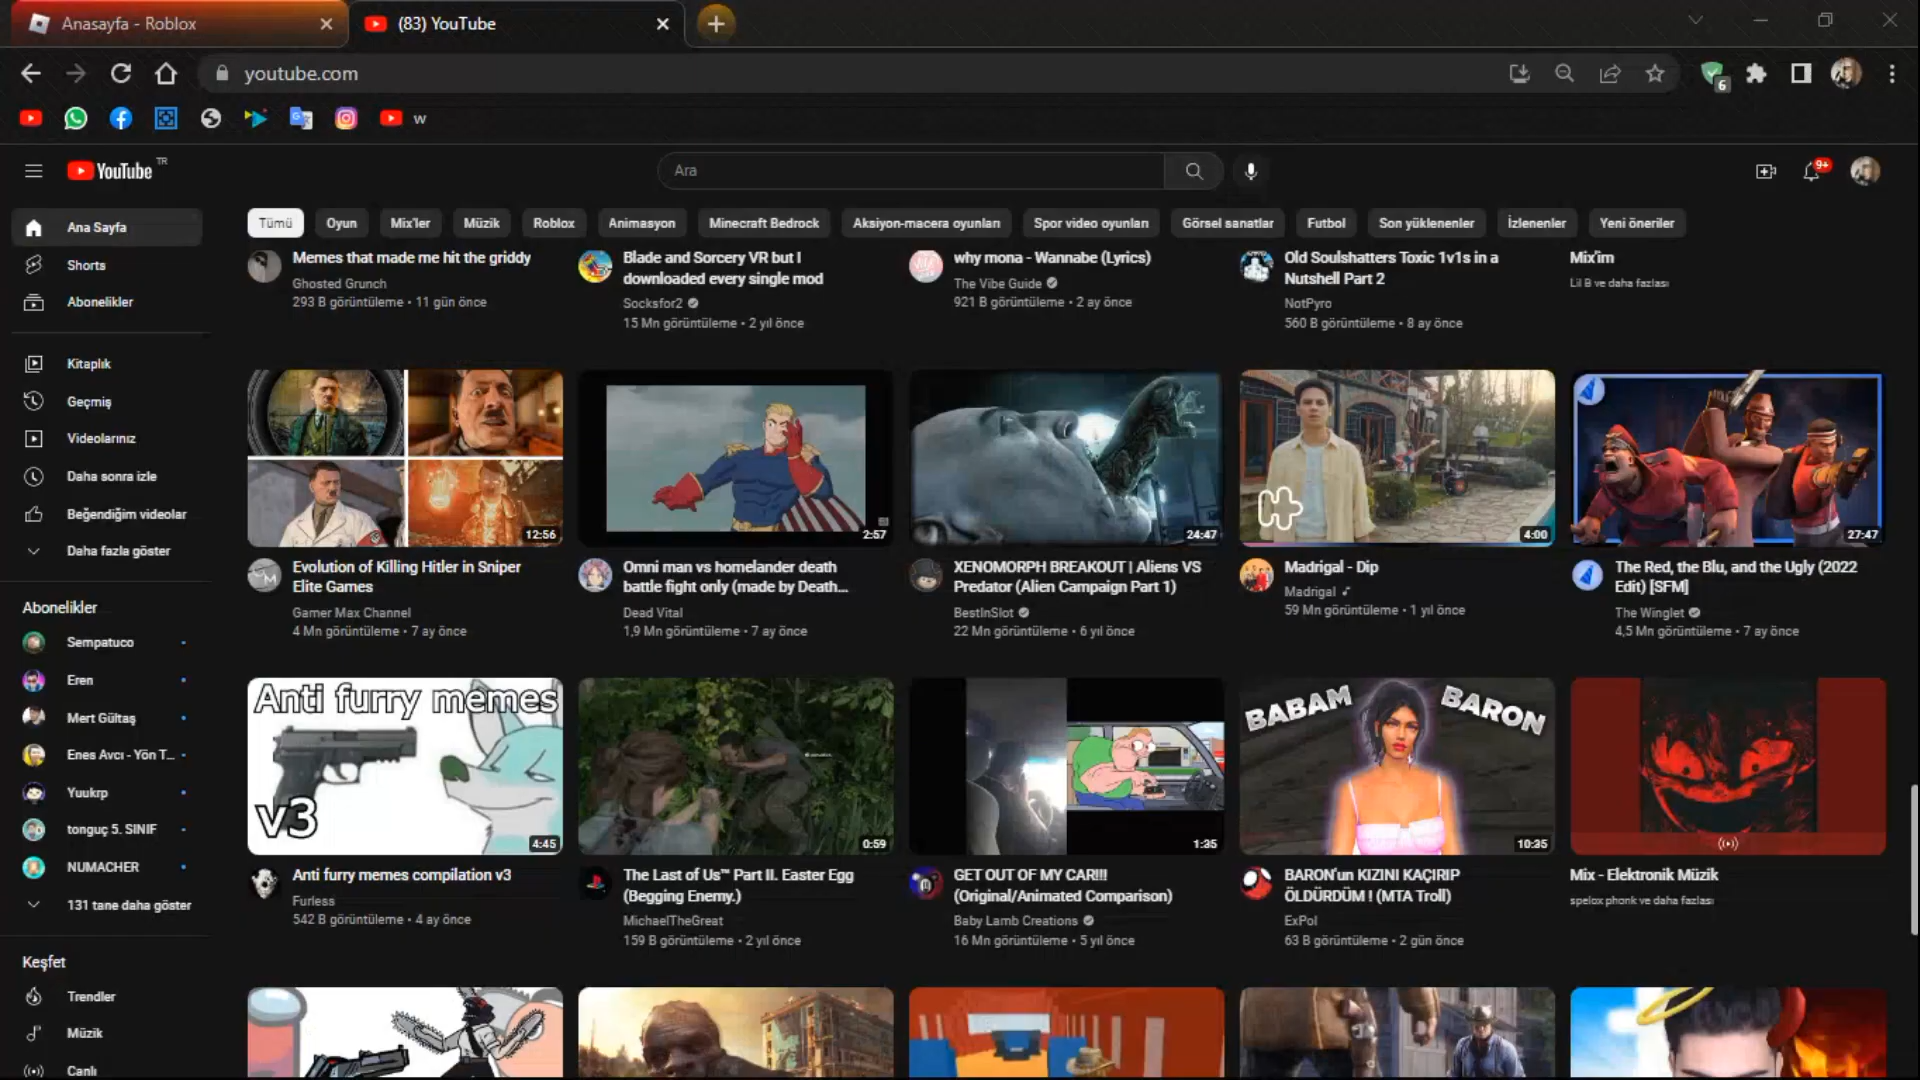 Anasayfa - Roblox
(83) YouTube
youtube.com
6
w
YouTube TR
Ara
9+
Ana Sayfa
Shorts
Abonelikler
Kitaplık
Geçmiş
Videolarınız
Daha sonra izle
Beğendiğim videolar
Daha fazla göster
Abonelikler
Sempatuco
Eren
Mert Gültaş
Enes Avcı - Yön T...
Yuukrp
tonguç 5. SINIF
NUMACHER
131 tane daha göster
Keşfet
Trendler
Müzik
Canlı
Tümü
Oyun
Mix'ler
Müzik
Roblox
Animasyon
Minecraft Bedrock
Aksiyon-macera oyunları
Spor video oyunları
Görsel sanatlar
Futbol
Son yüklenenler
İzlenenler
Yeni öneriler
Memes that made me hit the griddy
Ghosted Grunch
293 B görüntüleme • 11 gün önce
Blade and Sorcery VR but I
downloaded every single mod
Socksfor2
15 Mn görüntüleme • 2 yıl önce
why mona - Wannabe (Lyrics)
The Vibe Guide
921 B görüntüleme • 2 ay önce
Old Soulshatters Toxic 1v1s in a
Nutshell Part 2
NotPyro
560 B görüntüleme • 8 ay önce
Mix'im
Lil B ve daha fazlası
12:56
Evolution of Killing Hitler in Sniper
Elite Games
Gamer Max Channel
4 Mn görüntüleme • 7 ay önce
2:57
Omni man vs homelander death
battle fight only (made by Death...
Dead Vital
1,9 Mn görüntüleme • 7 ay önce
24:47
XENOMORPH BREAKOUT | Aliens VS
Predator (Alien Campaign Part 1)
BestInSlot
22 Mn görüntüleme • 6 yıl önce
4:00
Madrigal - Dip
Madrigal
59 Mn görüntüleme • 1 yıl önce
27:47
The Red, the Blu, and the Ugly (2022
Edit) [SFM]
The Winglet
4,5 Mn görüntüleme • 7 ay önce
Anti furry memes
v3
4:45
Anti furry memes compilation v3
Furless
542 B görüntüleme • 4 ay önce
0:59
The Last of Us™ Part II. Easter Egg
(Begging Enemy.)
MichaelTheGreat
159 B görüntüleme • 2 yıl önce
1:35
GET OUT OF MY CAR!!!
(Original/Animated Comparison)
Baby Lamb Creations
16 Mn görüntüleme • 5 yıl önce
BABAM BARON
10:35
BARON'un KIZINI KAÇIRIP
ÖLDÜRDÜM ! (MTA Troll)
ExPol
63 B görüntüleme • 2 gün önce
Mix - Elektronik Müzik
spelox phonk ve daha fazlası